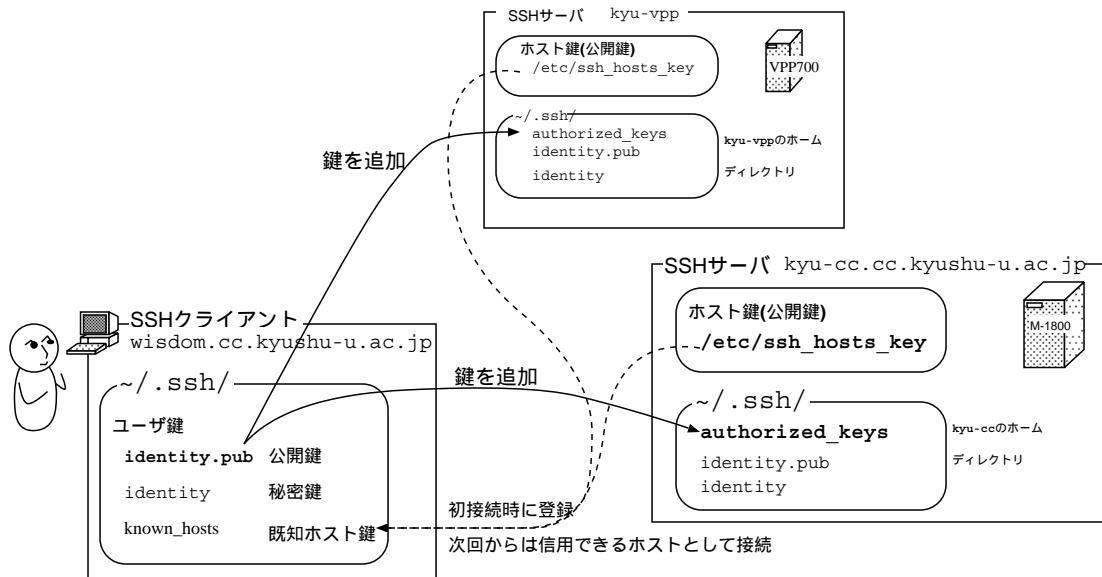 SSHサーバ kyu-vpp
ホスト鍵(公開鍵)
/etc/ssh_hosts_key
VPP700
~/.ssh/
authorized_keys
identity.pub
identity
kyu-vppのホーム
ディレクトリ
鍵を追加
SSHサーバ kyu-cc.cc.kyushu-u.ac.jp
ホスト鍵(公開鍵)
/etc/ssh_hosts_key
M-1800
~/.ssh/
authorized_keys
identity.pub
identity
kyu-ccのホーム
ディレクトリ
SSHクライアント
wisdom.cc.kyushu-u.ac.jp
~/.ssh/
ユーザ鍵
identity.pub 公開鍵
identity 秘密鍵
known_hosts 既知ホスト鍵
鍵を追加
初接続時に登録
次回からは信用できるホストとして接続